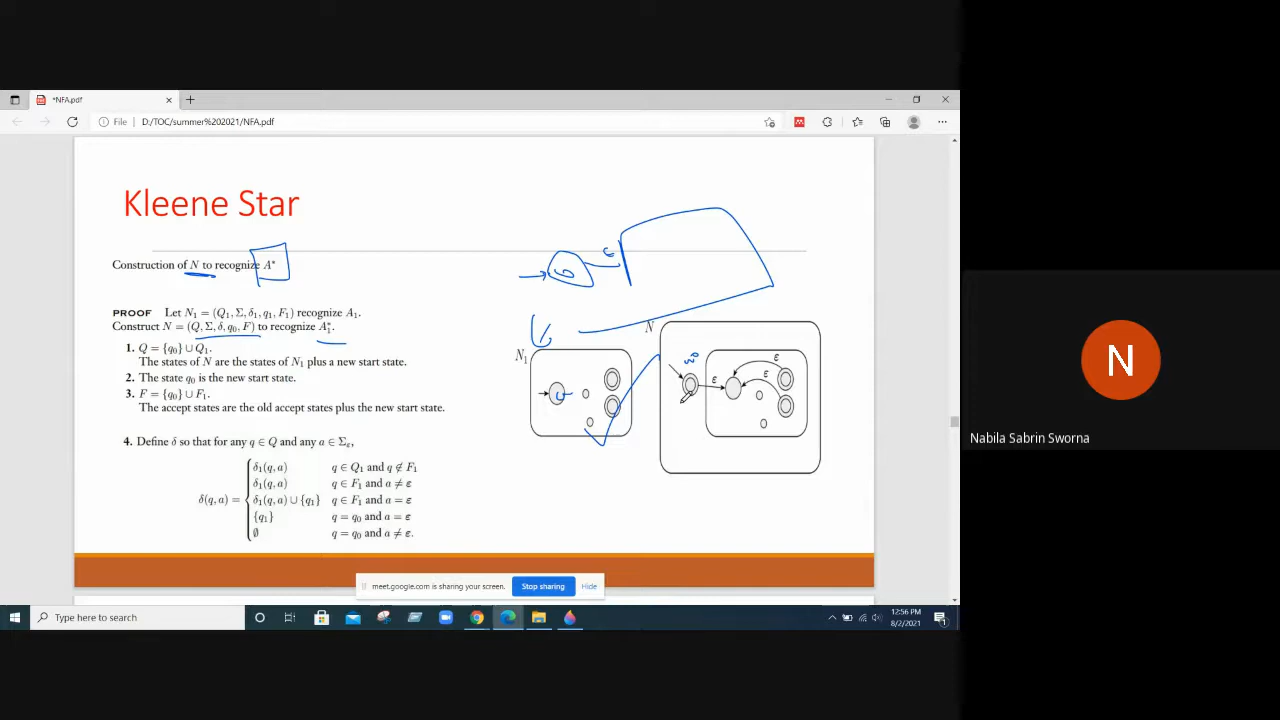 *NFA.pdf
File D:/TOC/summer%202021/NFA.pdf
Kleene Star
Construction of N to recognize A*
PROOF Let N₁ = (Q₁, Σ, δ₁, q₁, F₁) recognize A₁.
Construct N = (Q, Σ, δ, q₀, F) to recognize A₁*.
1. Q = {q₀} ∪ Q₁.
The states of N are the states of N₁ plus a new start state.
2. The state q₀ is the new start state.
3. F = {q₀} ∪ F₁.
The accept states are the old accept states plus the new start state.
4. Define δ so that for any q ∈ Q and any a ∈ Σε,
δ(q, a) =
δ₁(q, a) q ∈ Q₁ and q ∉ F₁
δ₁(q, a) q ∈ F₁ and a ≠ ε
δ₁(q, a) ∪ {q₁} q ∈ F₁ and a = ε
{q₁} q = q₀ and a = ε
∅ q = q₀ and a ≠ ε.
ε
N₁
N
q0
ε
ε
ε
N
Nabila Sabrin Sworna
meet.google.com is sharing your screen. Stop sharing Hide
Type here to search
12:56 PM
8/2/2021